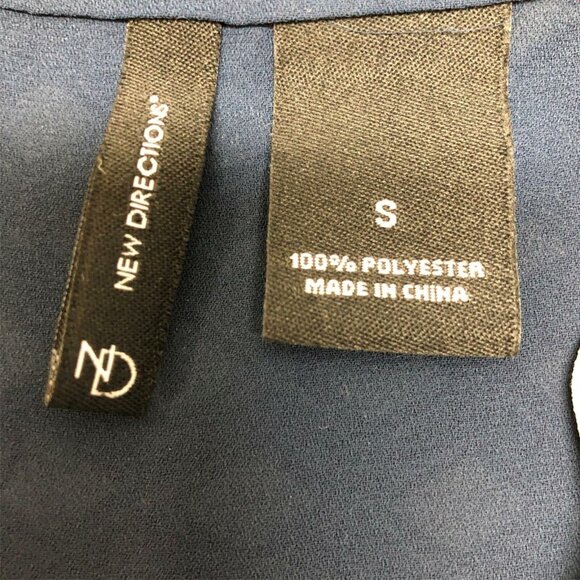 NEW DIRECTIONS®
ND
S
100% POLYESTER
MADE IN CHINA